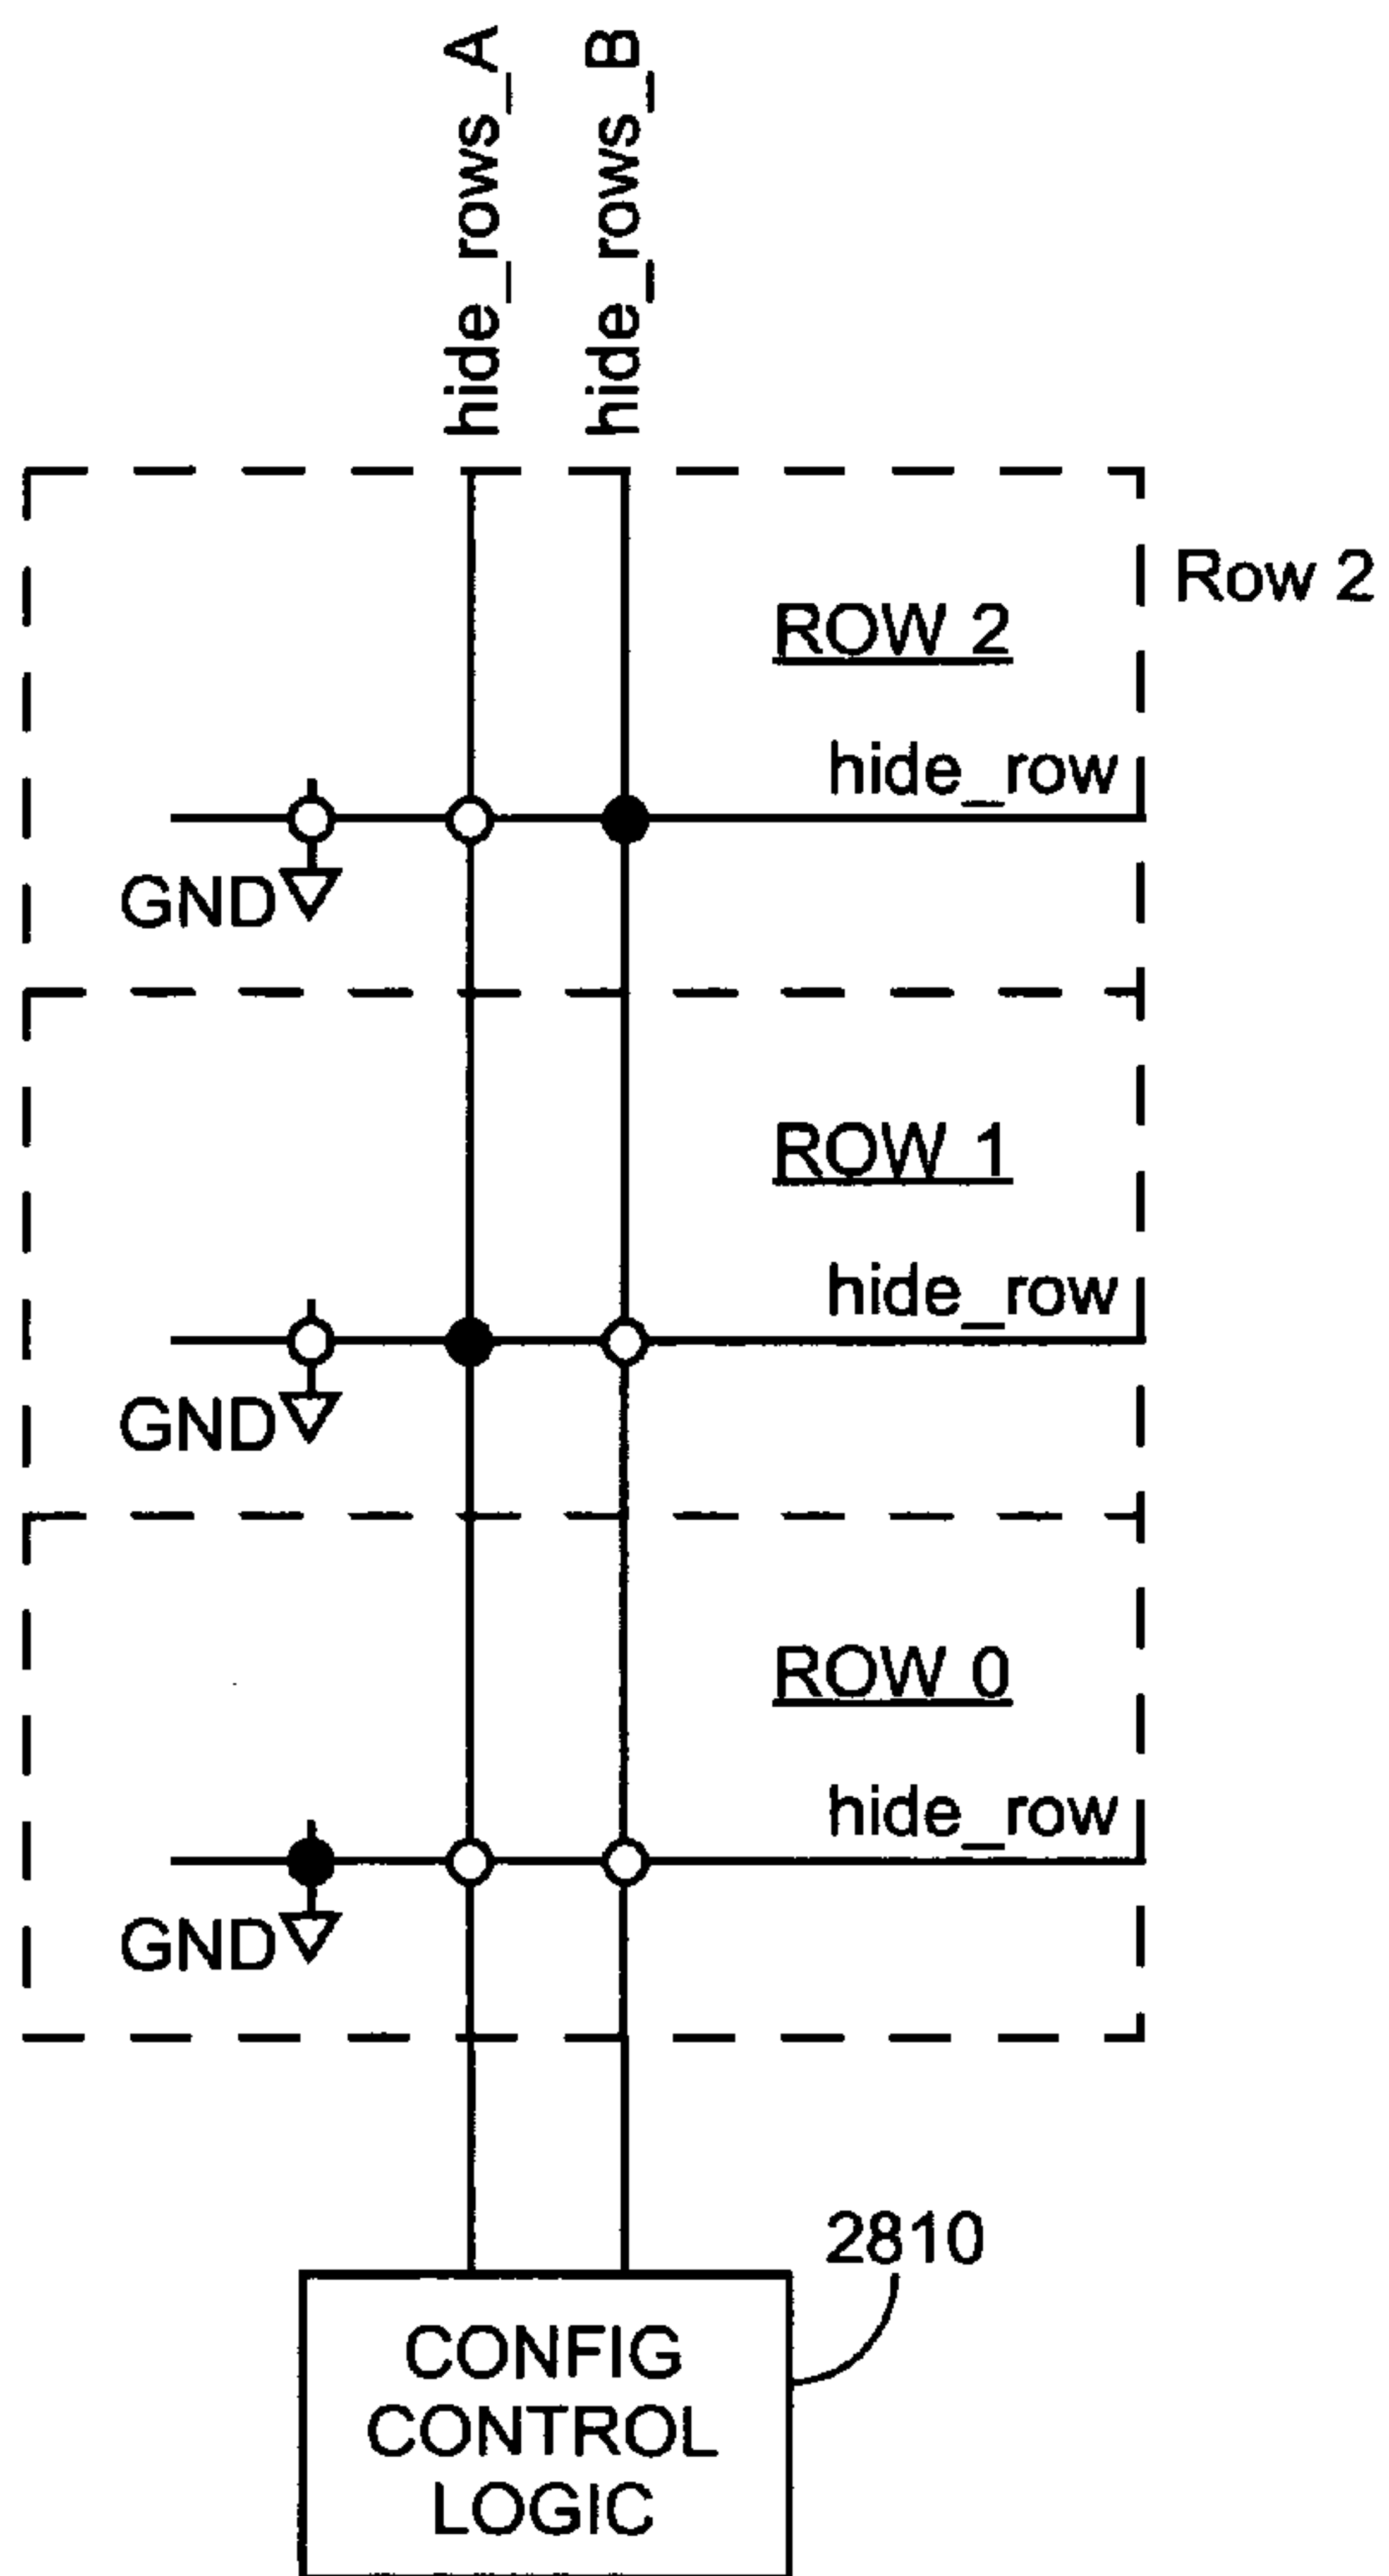 hide_rows_A
hide_rows_B
Row 2
ROW 2
hide_row
GND
ROW 1
hide_row
GND
ROW 0
hide_row
GND
2810
CONFIG
CONTROL
LOGIC